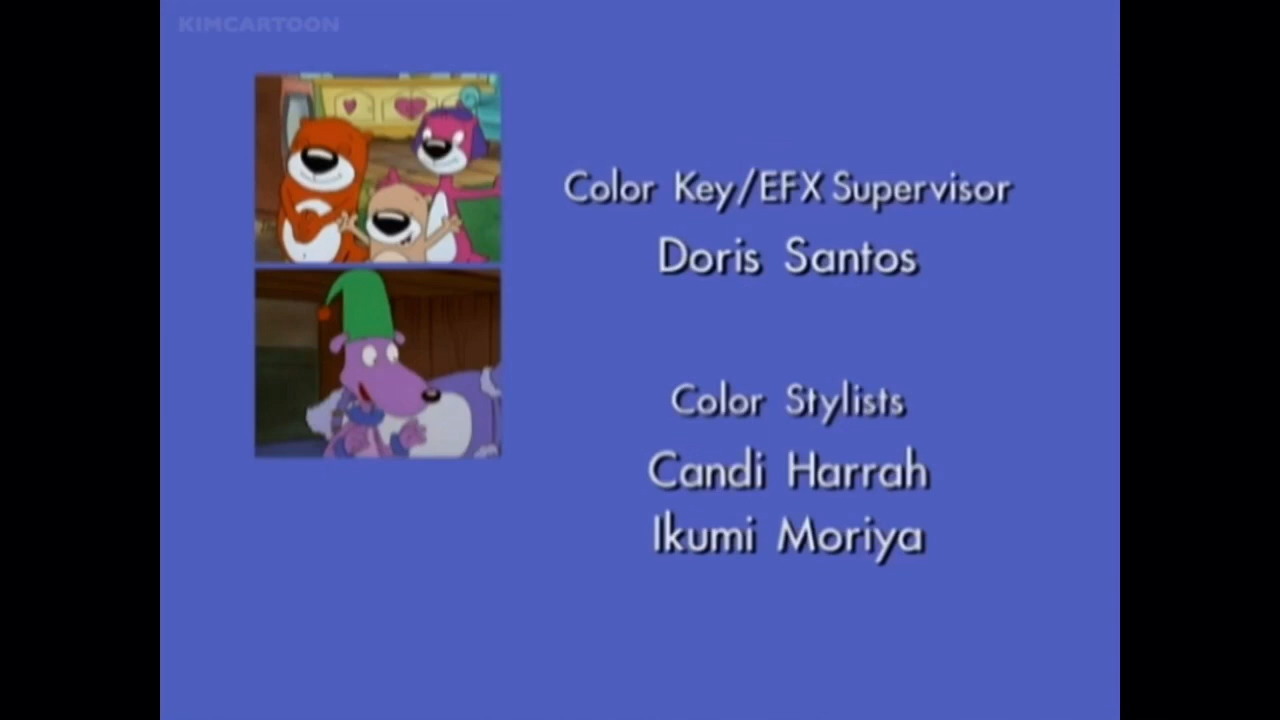 KIMCARTOON
Color Key/EFX Supervisor
Doris Santos
Color Stylists
Candi Harrah
Ikumi Moriya